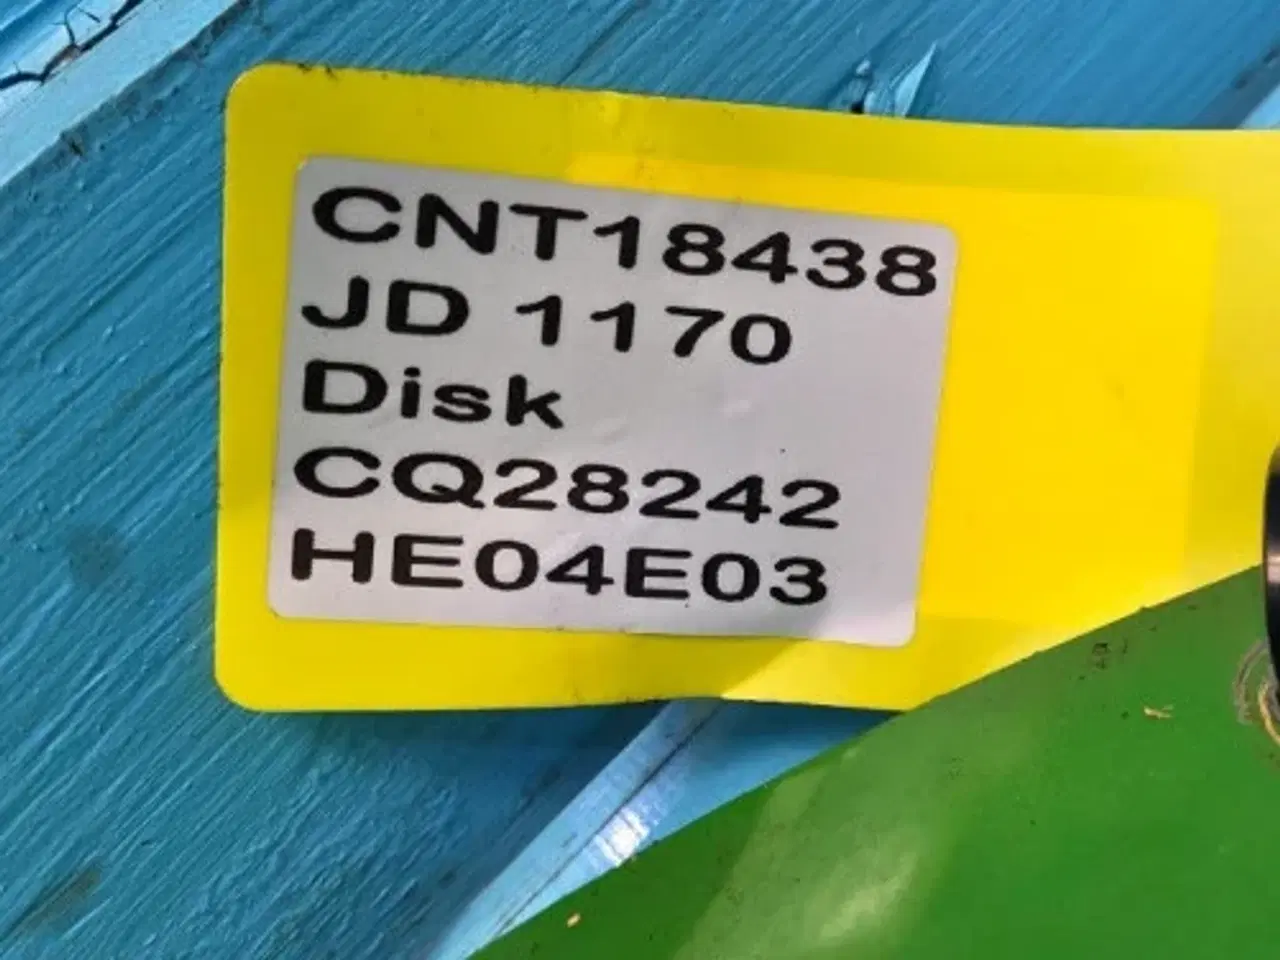 CNT18438
JD 1170
Disk
CQ28242
HE04E03